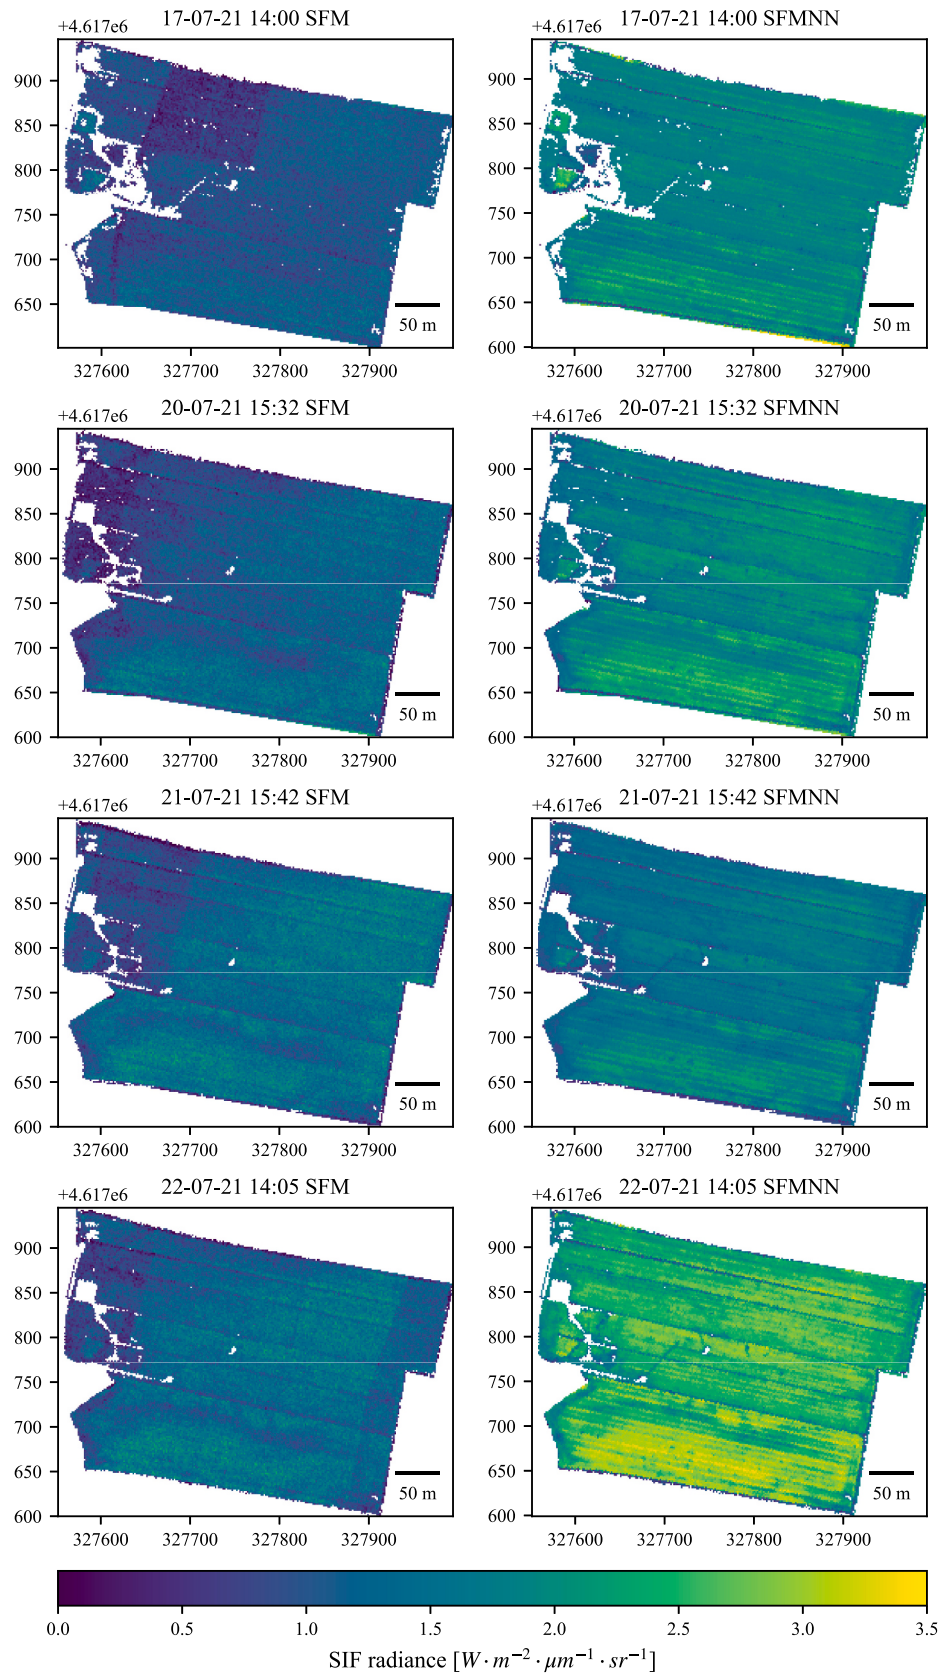 17-07-21 14:00 SFM
+4.617e6
900
850
800
750
700
650
50 m
327600 327700 327800 327900
17-07-21 14:00 SFMNN
+4.617e6
900
850
800
750
700
650
600
50 m
327600 327700 327800 327900
20-07-21 15:32 SFM
+4.617e6
900
850
800
750
700
650
600
50 m
327600 327700 327800 327900
20-07-21 15:32 SFMNN
+4.617e6
900
850
800
750
700
650
600
50 m
327600 327700 327800 327900
21-07-21 15:42 SFM
+4.617e6
900
850
800
750
700
650
600
50 m
327600 327700 327800 327900
21-07-21 15:42 SFMNN
+4.617e6
900
850
800
750
700
650
600
50 m
327600 327700 327800 327900
22-07-21 14:05 SFM
+4.617e6
900
850
800
750
700
650
600
50 m
327600 327700 327800 327900
22-07-21 14:05 SFMNN
+4.617e6
900
850
800
750
700
650
600
50 m
327600 327700 327800 327900
0.0 0.5 1.0 1.5 2.0 2.5 3.0 3.5
SIF radiance [W · m⁻² · μm⁻¹ · sr⁻¹]